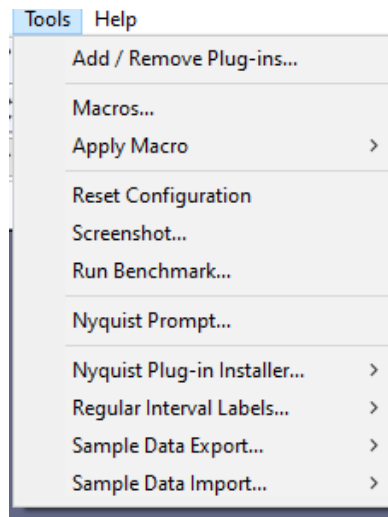 Tools Help
Add / Remove Plug-ins...
Macros...
Apply Macro >
Reset Configuration
Screenshot...
Run Benchmark...
Nyquist Prompt...
Nyquist Plug-in Installer... >
Regular Interval Labels... >
Sample Data Export... >
Sample Data Import... >